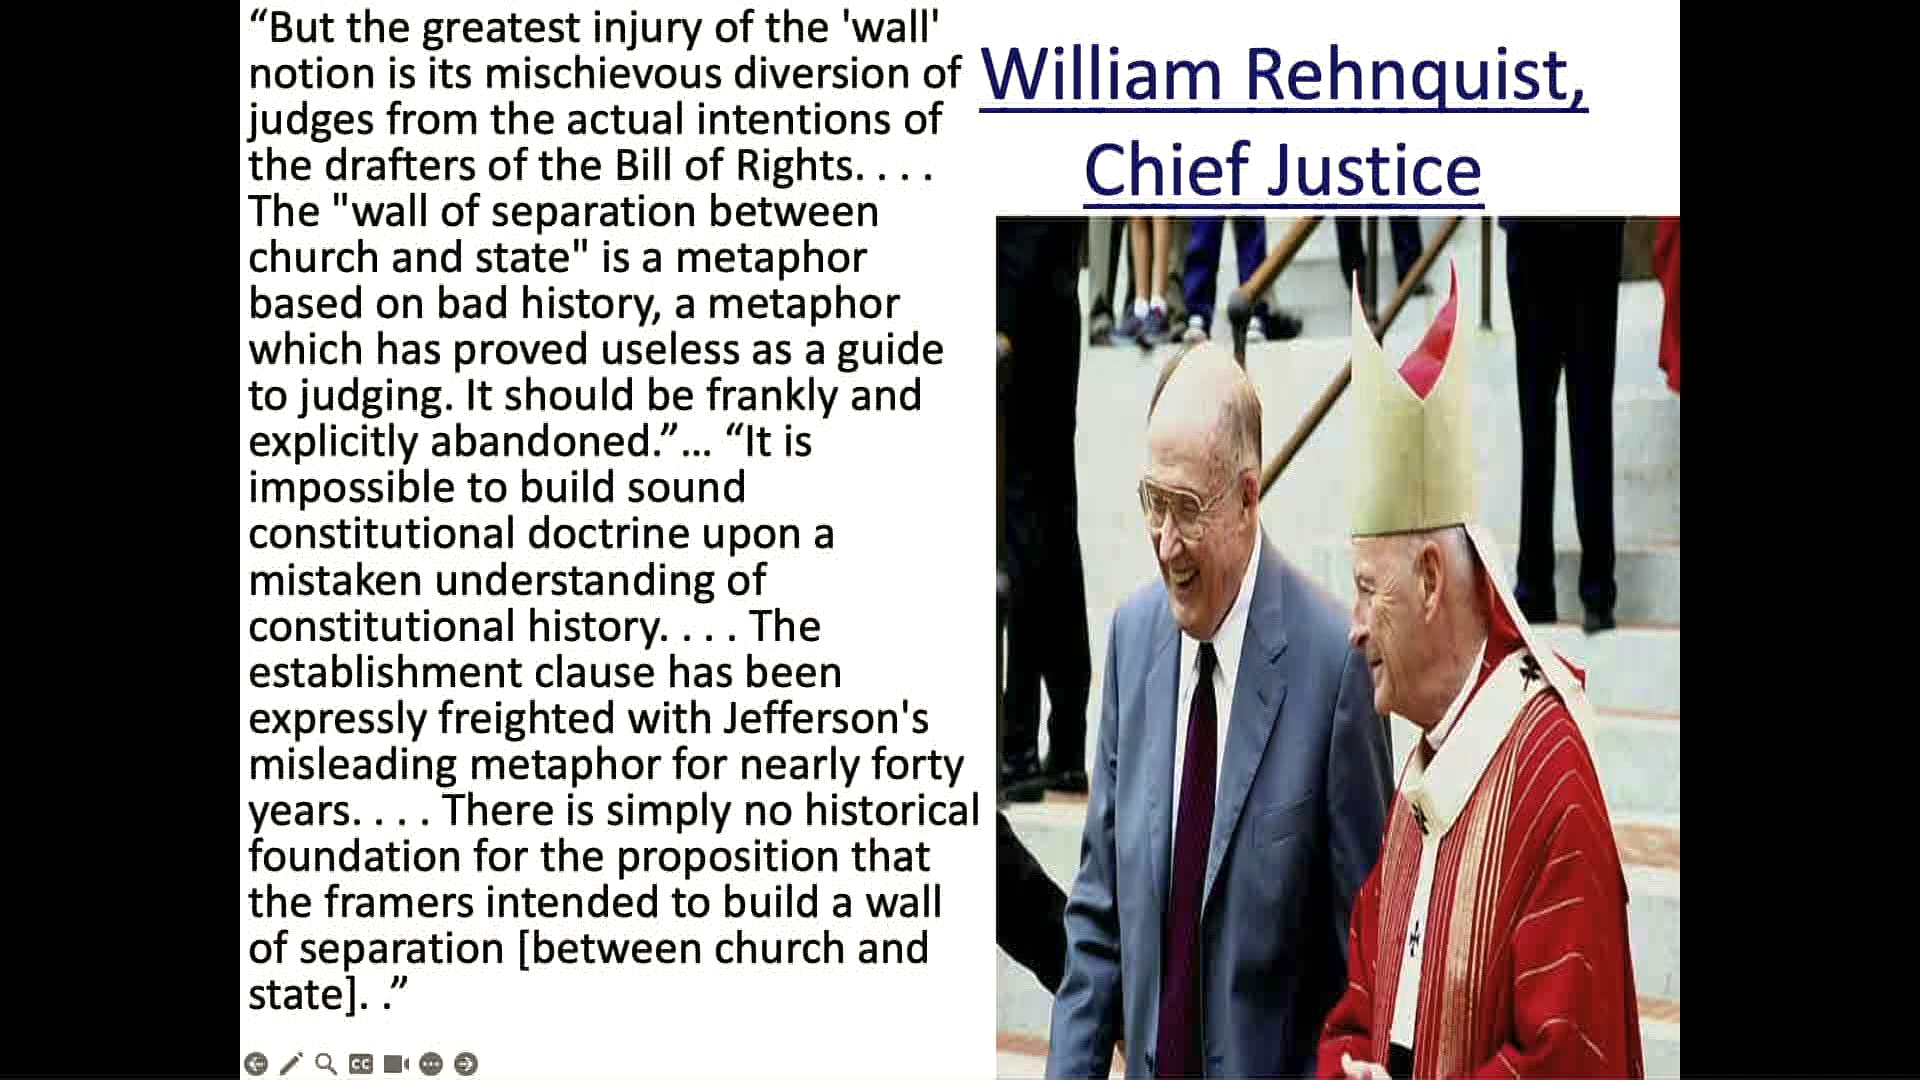 “But the greatest injury of the 'wall'
notion is its mischievous diversion of
judges from the actual intentions of
the drafters of the Bill of Rights. . . .
The "wall of separation between
church and state" is a metaphor
based on bad history, a metaphor
which has proved useless as a guide
to judging. It should be frankly and
explicitly abandoned.”... “It is
impossible to build sound
constitutional doctrine upon a
mistaken understanding of
constitutional history. . . . The
establishment clause has been
expressly freighted with Jefferson's
misleading metaphor for nearly forty
years. . . . There is simply no historical
foundation for the proposition that
the framers intended to build a wall
of separation [between church and
state]. .”
William Rehnquist,
Chief Justice
CC